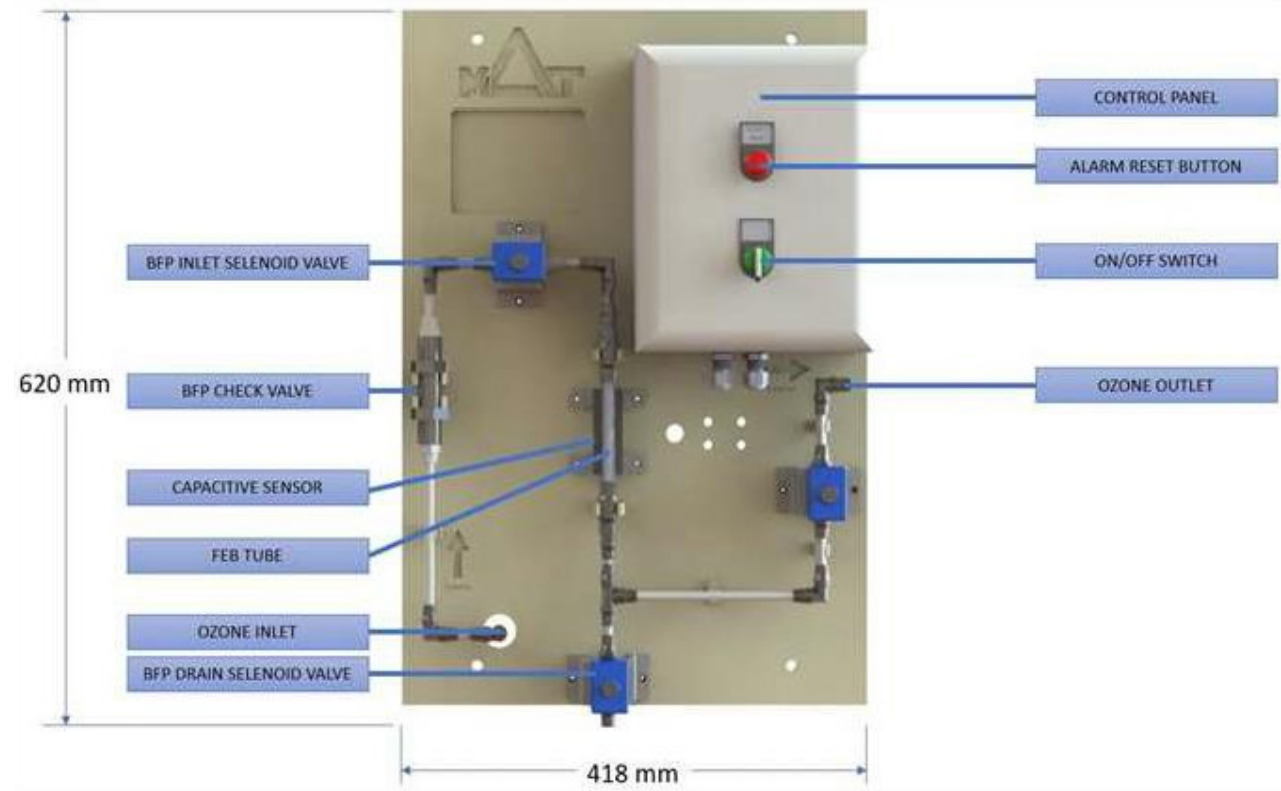 MAT
CONTROL PANEL
ALARM RESET BUTTON
BFP INLET SELENOID VALVE
ON/OFF SWITCH
620 mm
BFP CHECK VALVE
OZONE OUTLET
CAPACITIVE SENSOR
FEB TUBE
OZONE INLET
BFP DRAIN SELENOID VALVE
418 mm